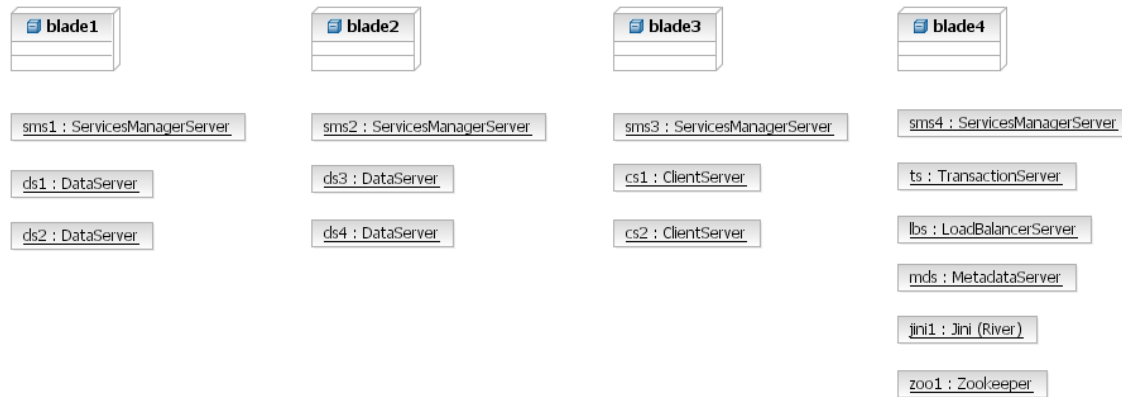 blade1
blade2
blade3
blade4
sms1 : ServicesManagerServer
sms2 : ServicesManagerServer
sms3 : ServicesManagerServer
sms4 : ServicesManagerServer
ds1 : DataServer
ds3 : DataServer
cs1 : ClientServer
ts : TransactionServer
ds2 : DataServer
ds4 : DataServer
cs2 : ClientServer
lbs : LoadBalancerServer
mds : MetadataServer
jini1 : Jini (River)
zoo1 : Zookeeper